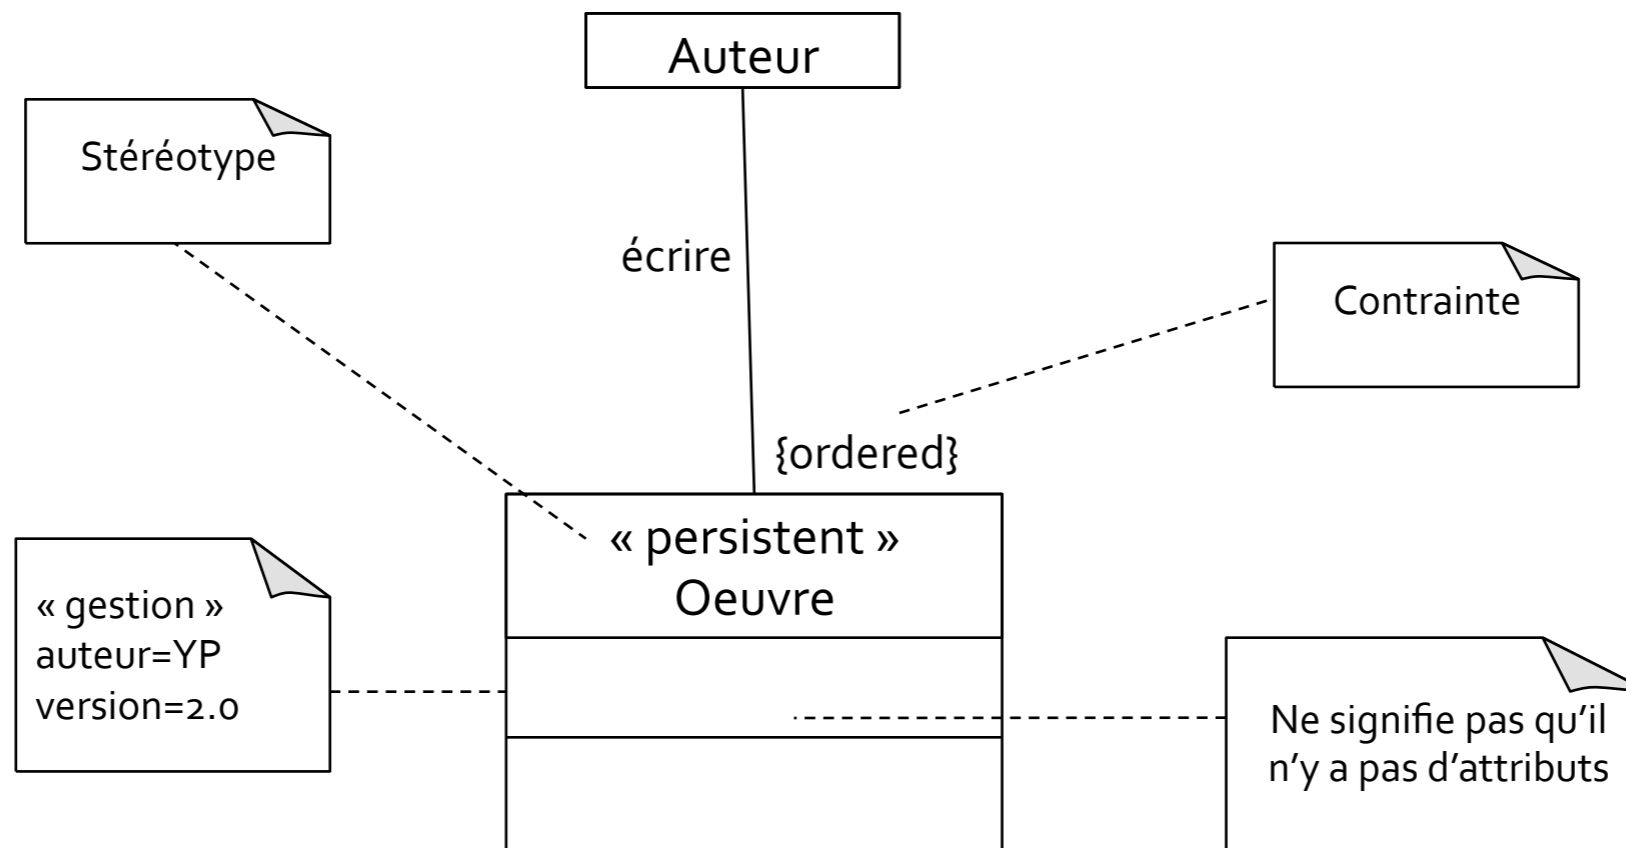 Auteur
Stéréotype
écrire
Contrainte
{ordered}
« persistent »
Oeuvre
« gestion »
auteur=YP
version=2.0
Ne signifie pas qu’il
n’y a pas d’attributs